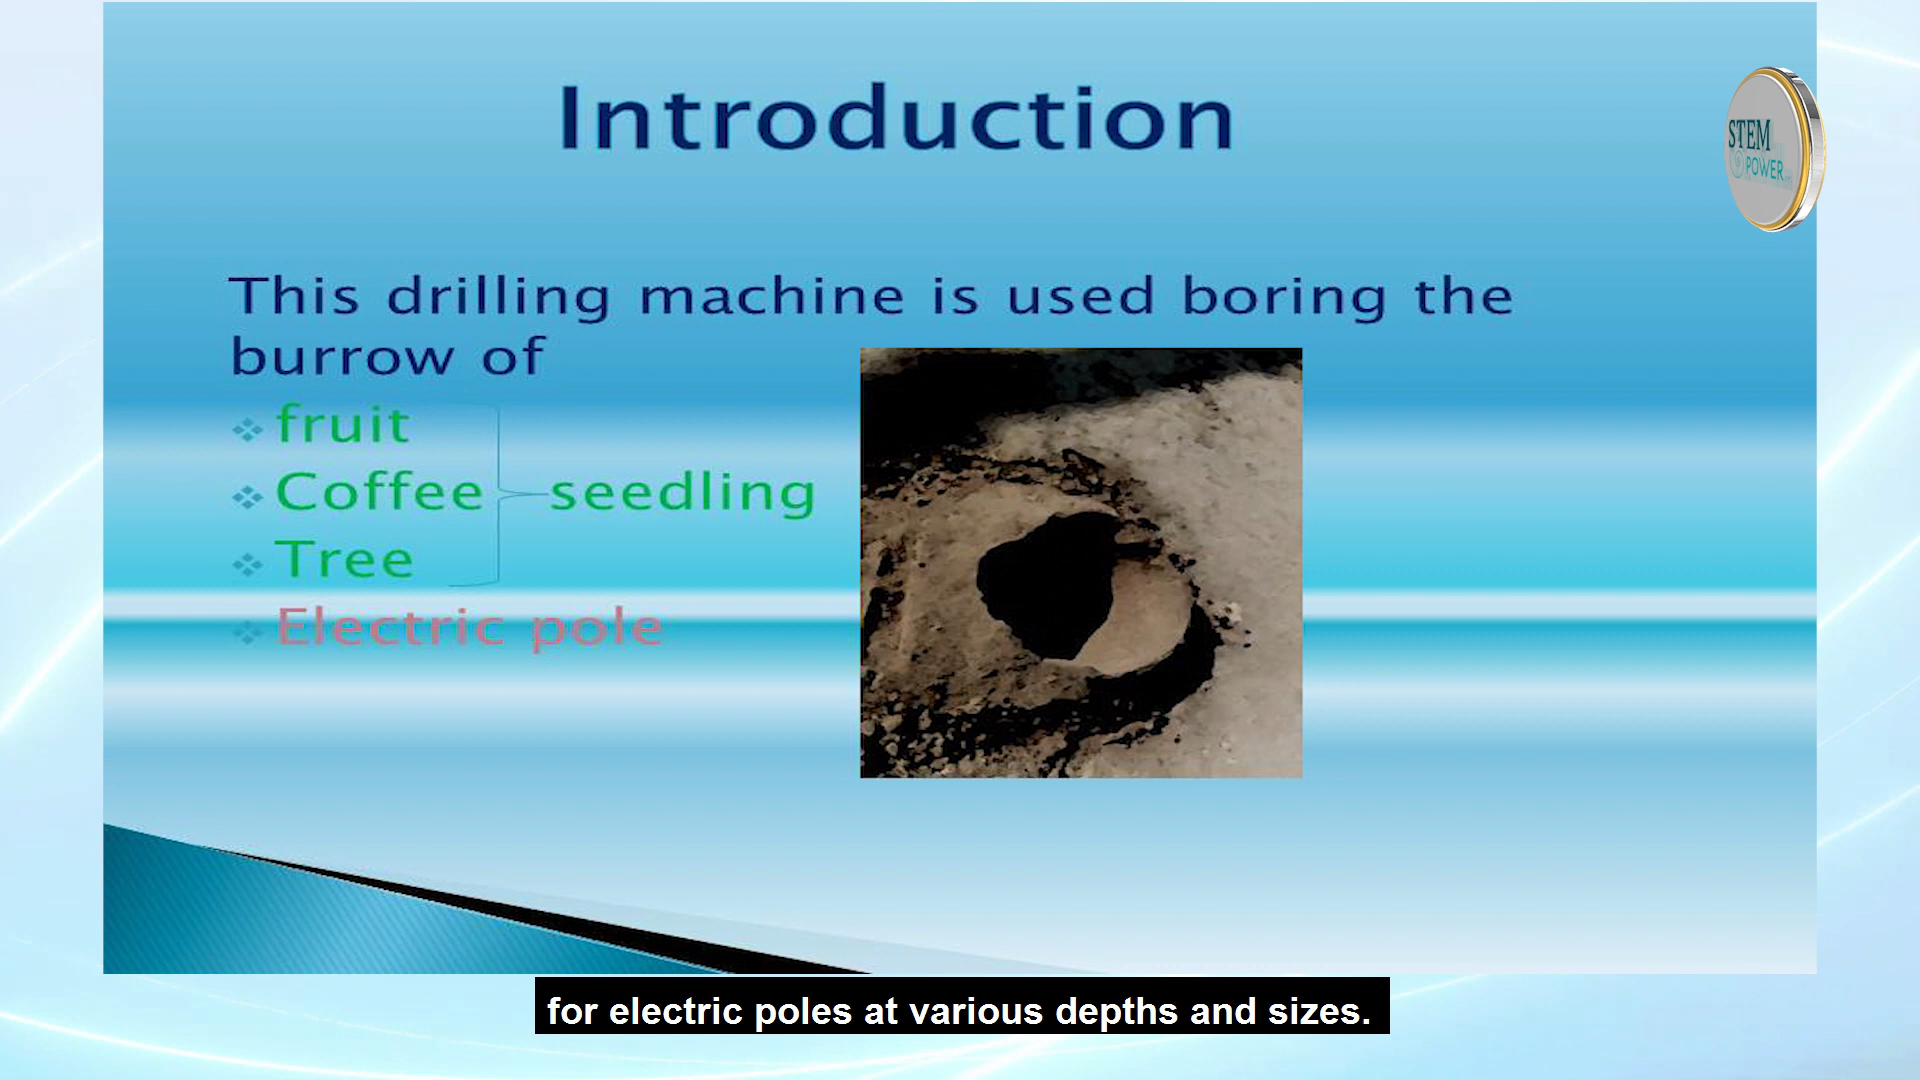 Introduction
STEM
POWER
This drilling machine is used boring the
burrow of
fruit
Coffee
seedling
Tree
Electric pole
for electric poles at various depths and sizes.